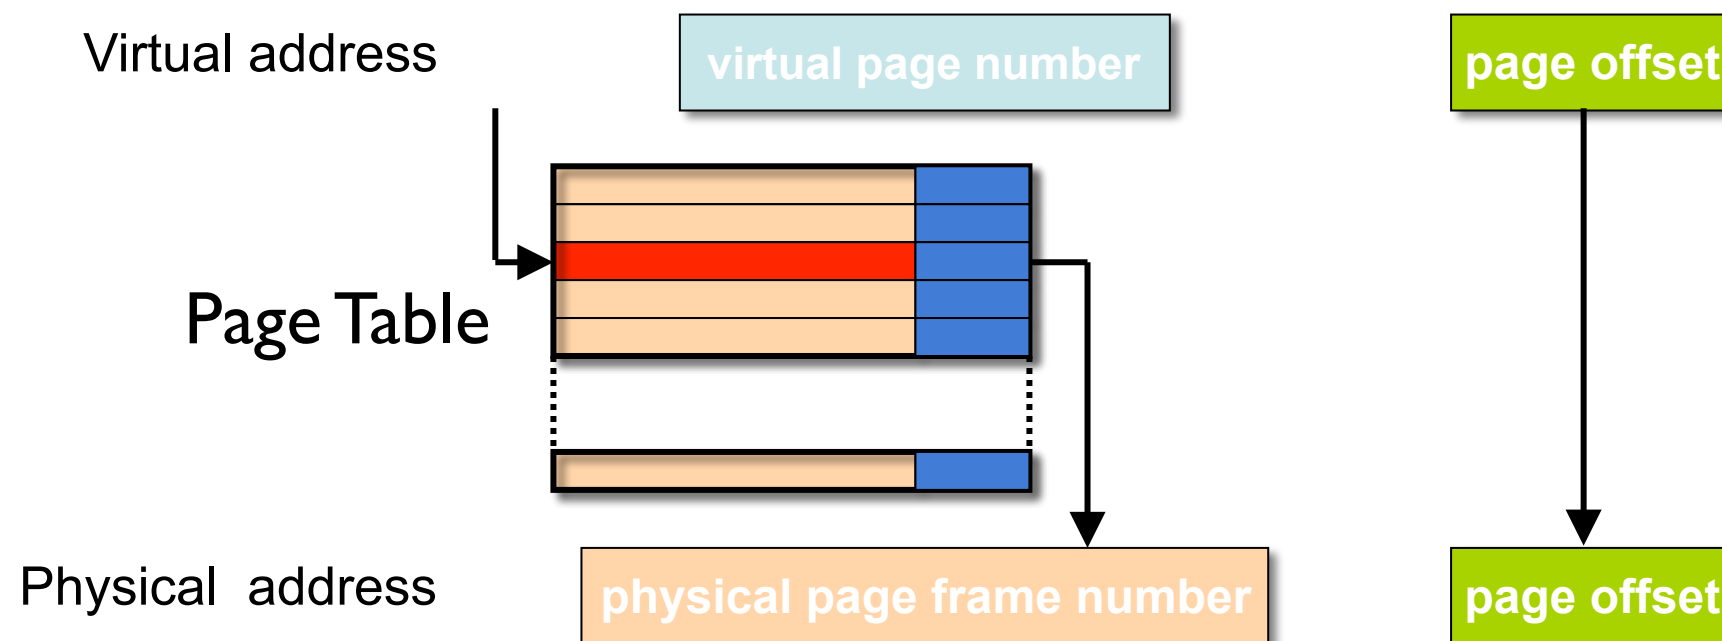 Virtual address
virtual page number
page offset
Page Table
Physical address
physical page frame number
page offset